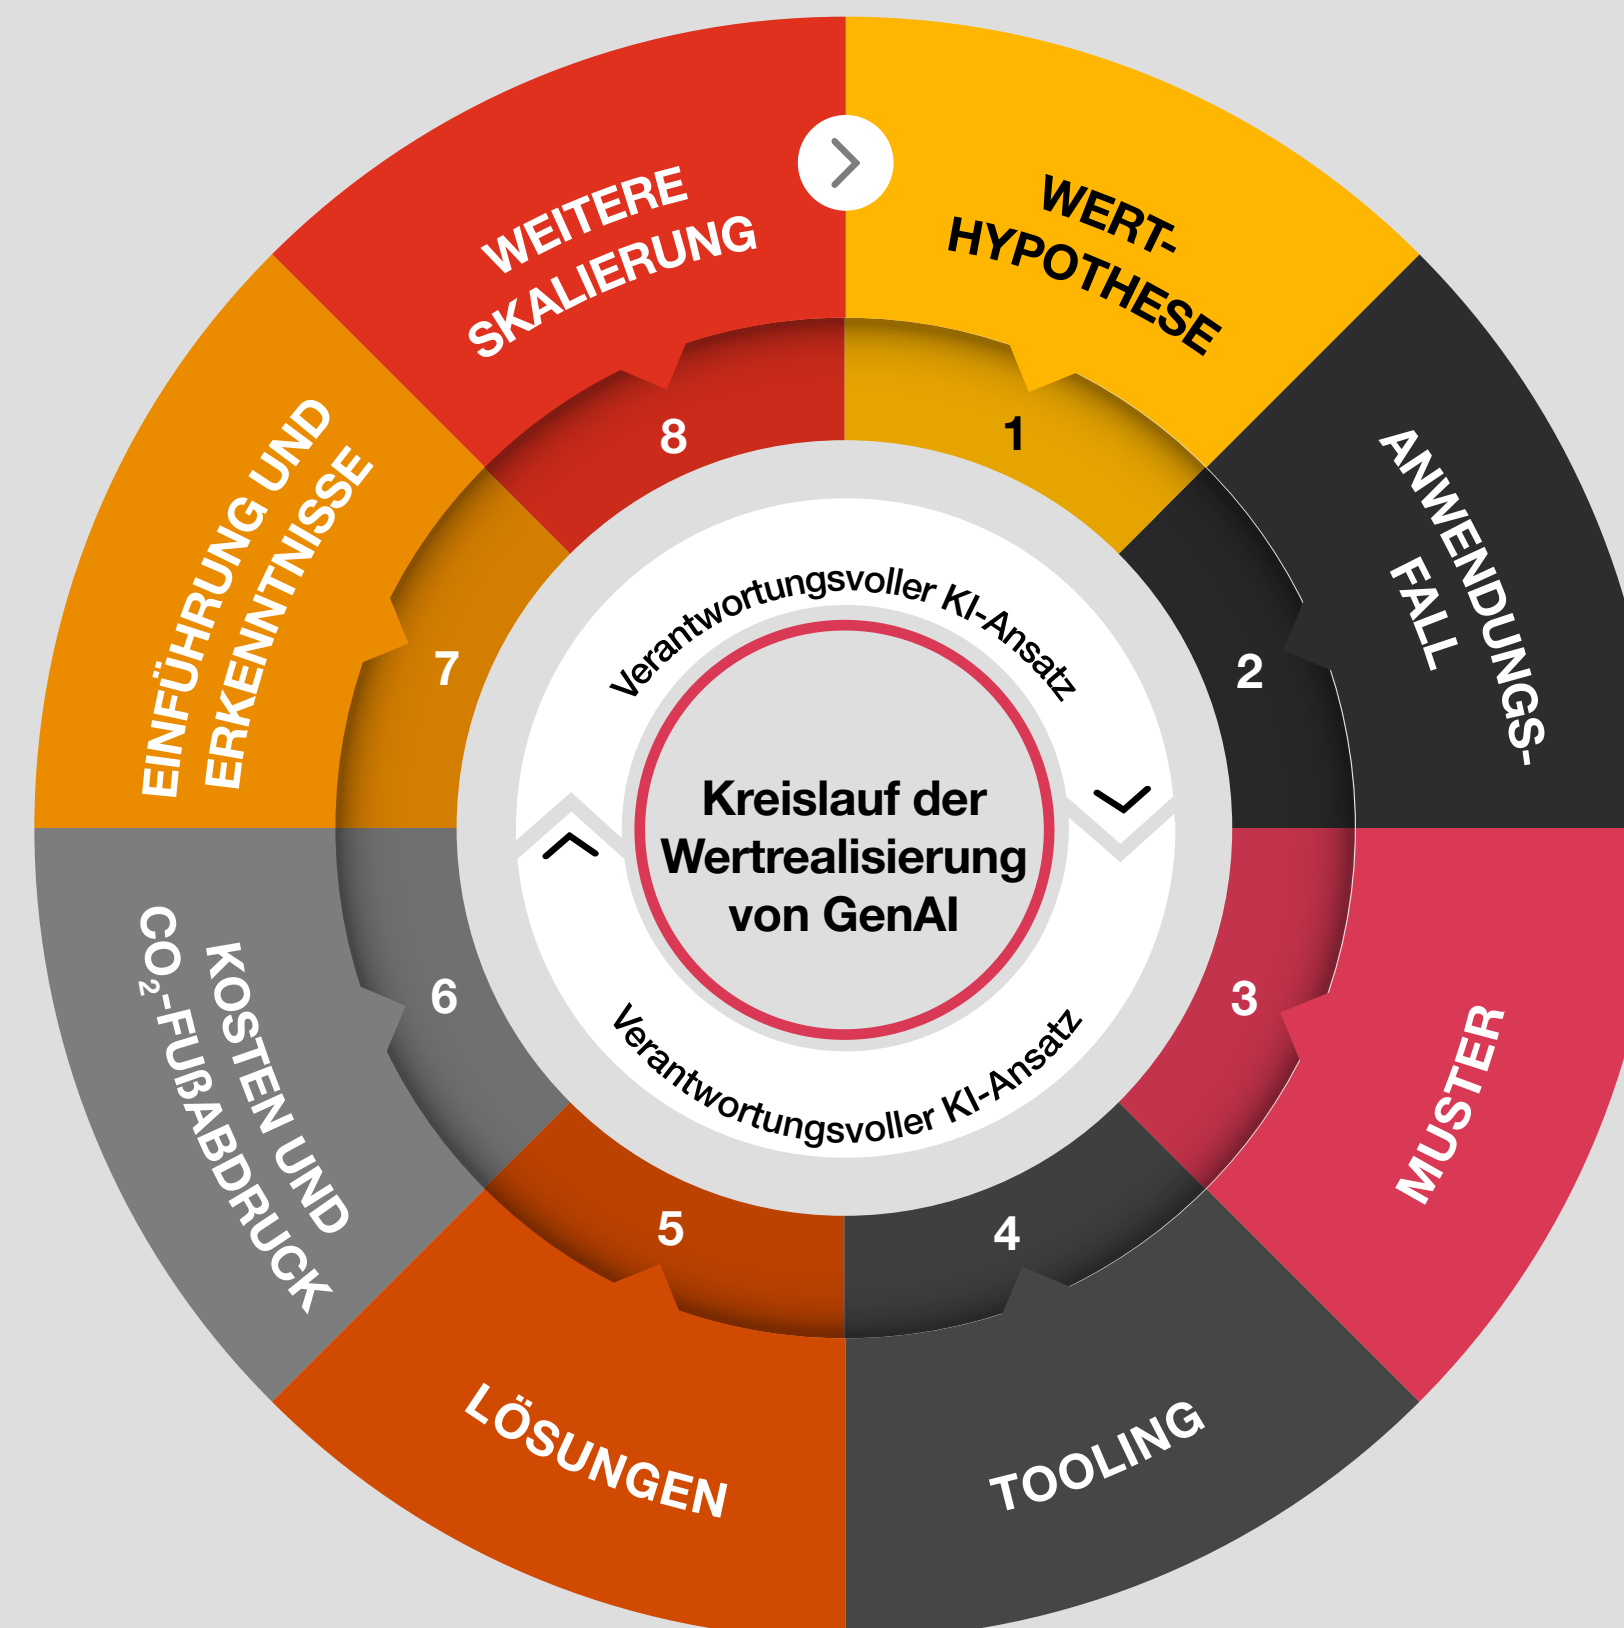 WERT-
HYPOTHESE
1
ANWENDUNGS-
FALL
2
MUSTER
3
TOOLING
4
LÖSUNGEN
5
KOSTEN UND
CO₂-FUßABDRUCK
6
EINFÜHRUNG UND
ERKENNTNISSE
7
WEITERE
SKALIERUNG
8
Verantwortungsvoller KI-Ansatz
Kreislauf der
Wertrealisierung
von GenAI
Verantwortungsvoller KI-Ansatz